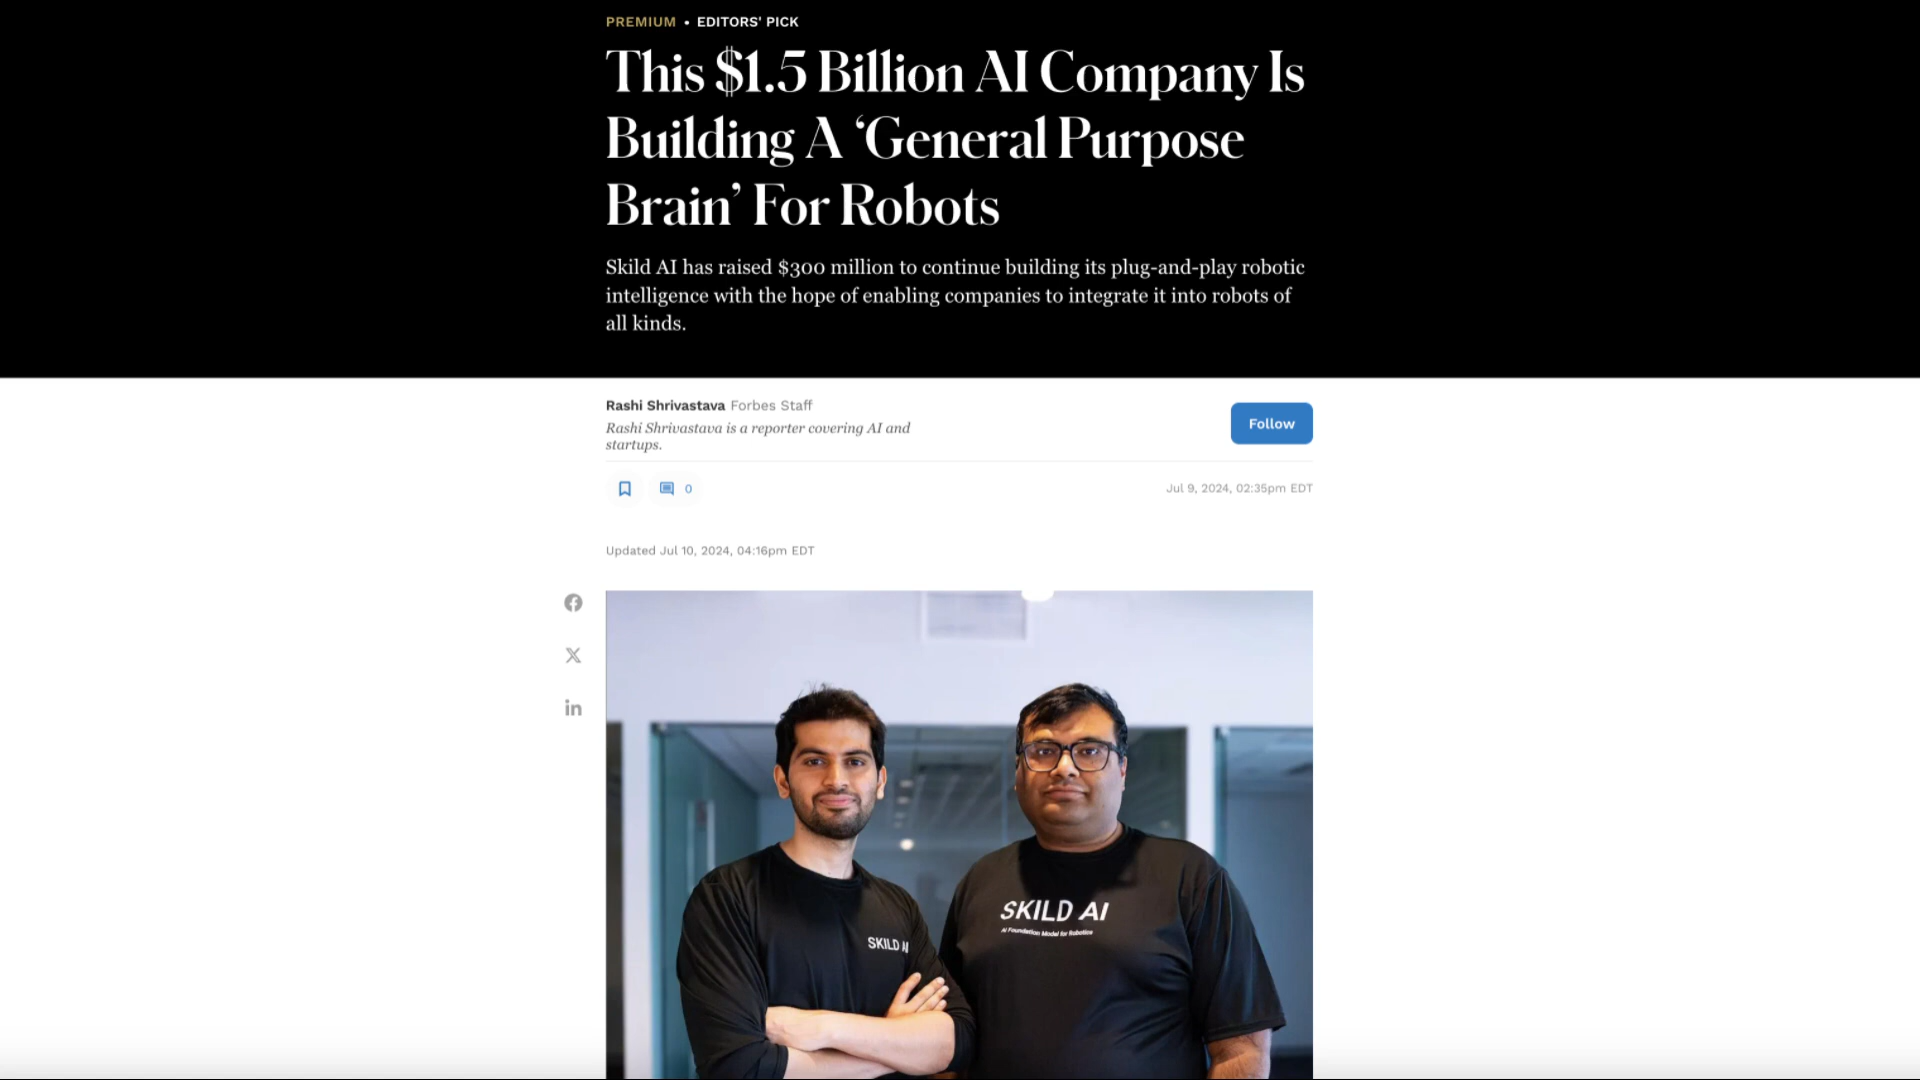 PREMIUM • EDITORS' PICK
This $1.5 Billion AI Company Is
Building A ‘General Purpose
Brain’ For Robots
Skild AI has raised $300 million to continue building its plug-and-play robotic
intelligence with the hope of enabling companies to integrate it into robots of
all kinds.
Rashi Shrivastava Forbes Staff
Rashi Shrivastava is a reporter covering AI and
startups.
Follow
0
Jul 9, 2024, 02:35pm EDT
Updated Jul 10, 2024, 04:16pm EDT
SKILD AI
SKILD AI
AI Foundation Model for Robotics